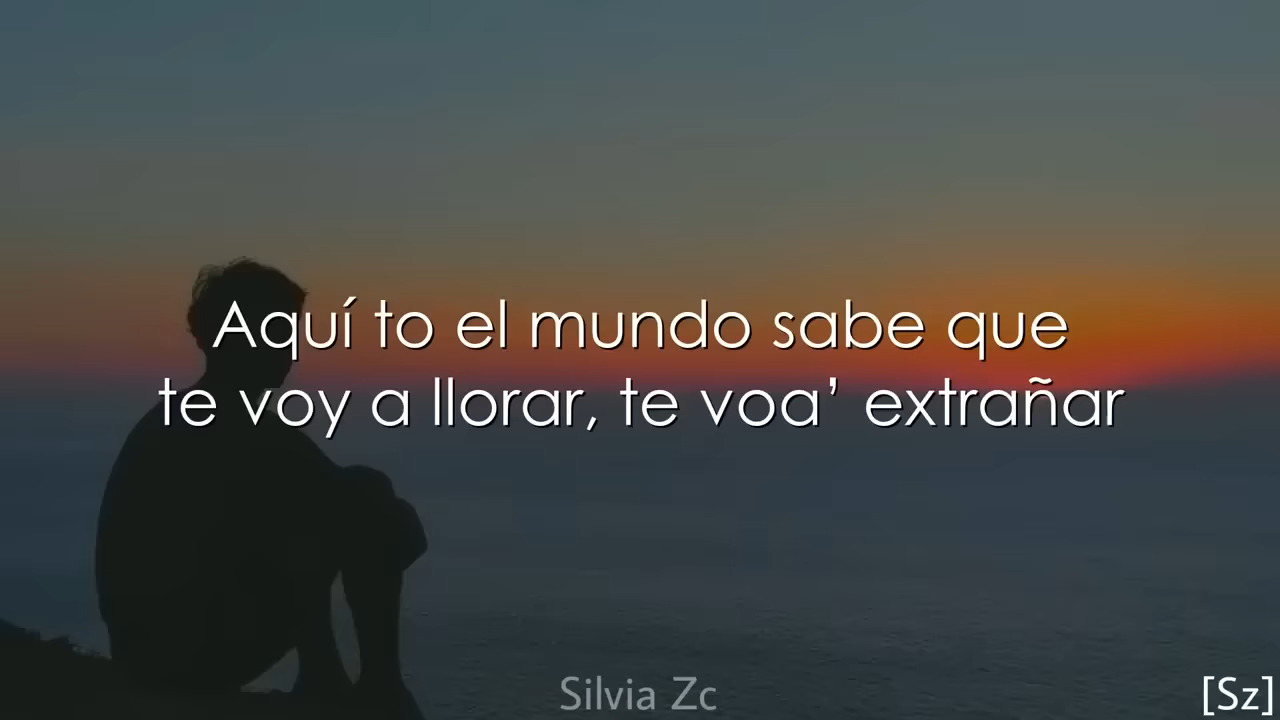 Aquí to el mundo sabe que
te voy a llorar, te voa’ extrañar
Silvia Zc
[Sz]